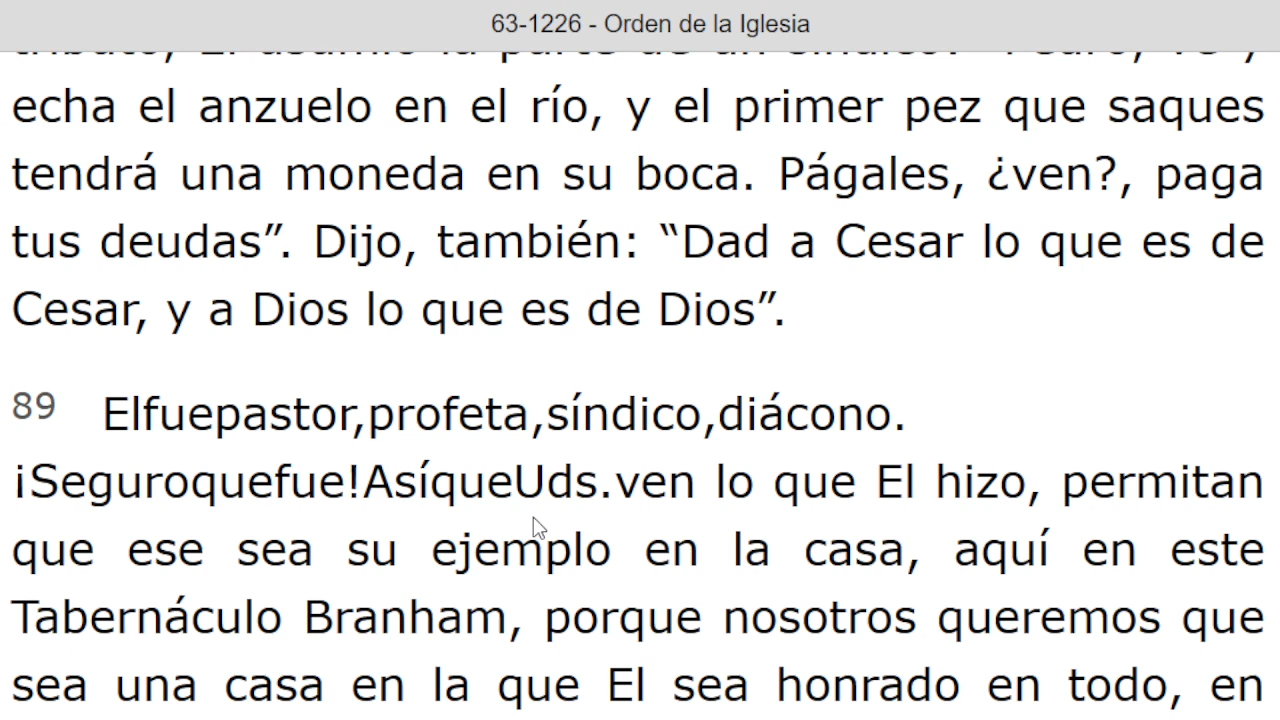 63-1226 - Orden de la Iglesia
echa el anzuelo en el río, y el primer pez que saques
tendrá una moneda en su boca. Págales, ¿ven?, paga
tus deudas”. Dijo, también: “Dad a Cesar lo que es de
Cesar, y a Dios lo que es de Dios”.
89 Elfuepastor,profeta,síndico,diácono.
¡Seguroquefue!AsíqueUds.ven lo que El hizo, permitan
que ese sea su ejemplo en la casa, aquí en este
Tabernáculo Branham, porque nosotros queremos que
sea una casa en la que El sea honrado en todo, en